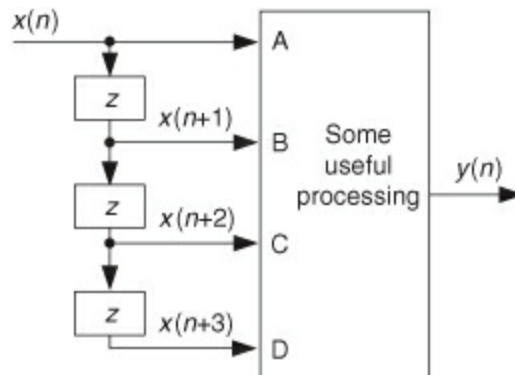 x(n)
A
z
x(n+1)
B
Some
useful
processing
y(n)
z
x(n+2)
C
z
x(n+3)
D